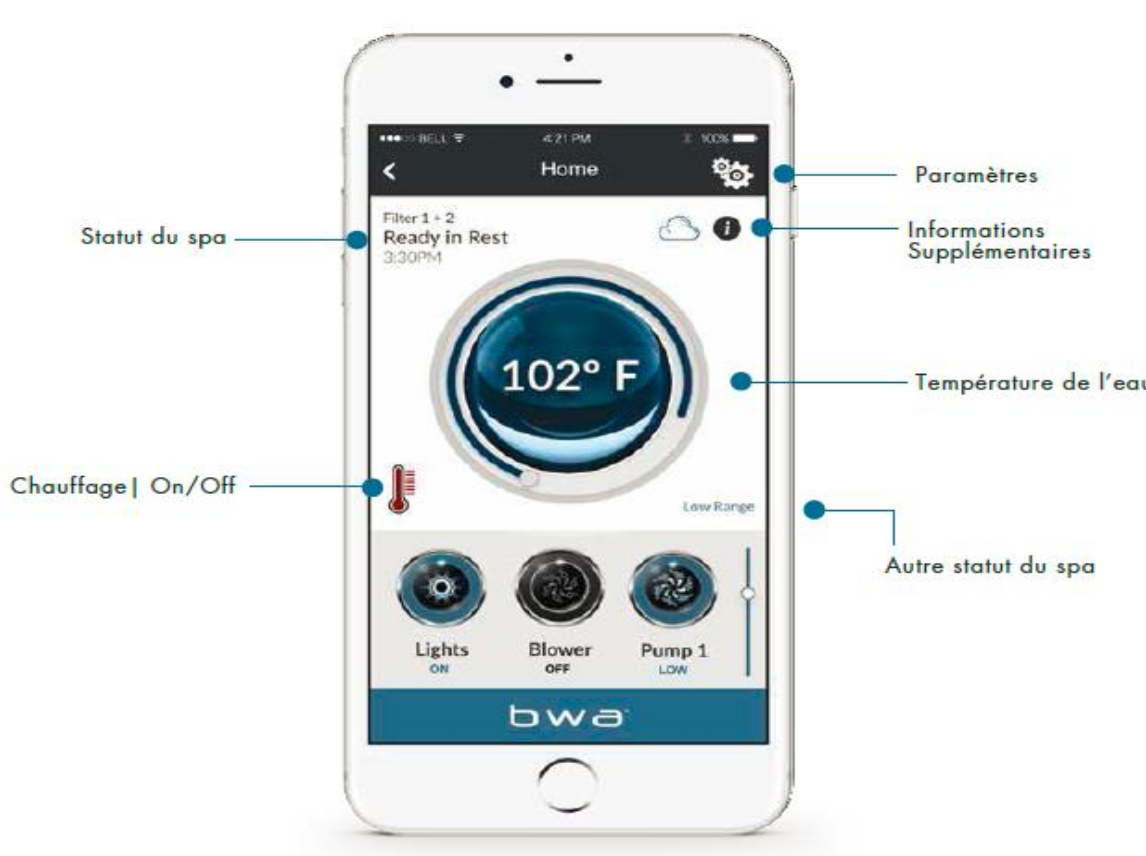 BELL
4:21 PM
100%
Home
Paramètres
Filter 1 + 2
Ready in Rest
3:30PM
Statut du spa
i
Informations
Supplémentaires
102° F
Température de l'eau
Chauffage| On/Off
Low Range
Autre statut du spa
Lights
ON
Blower
OFF
Pump 1
LOW
bwa